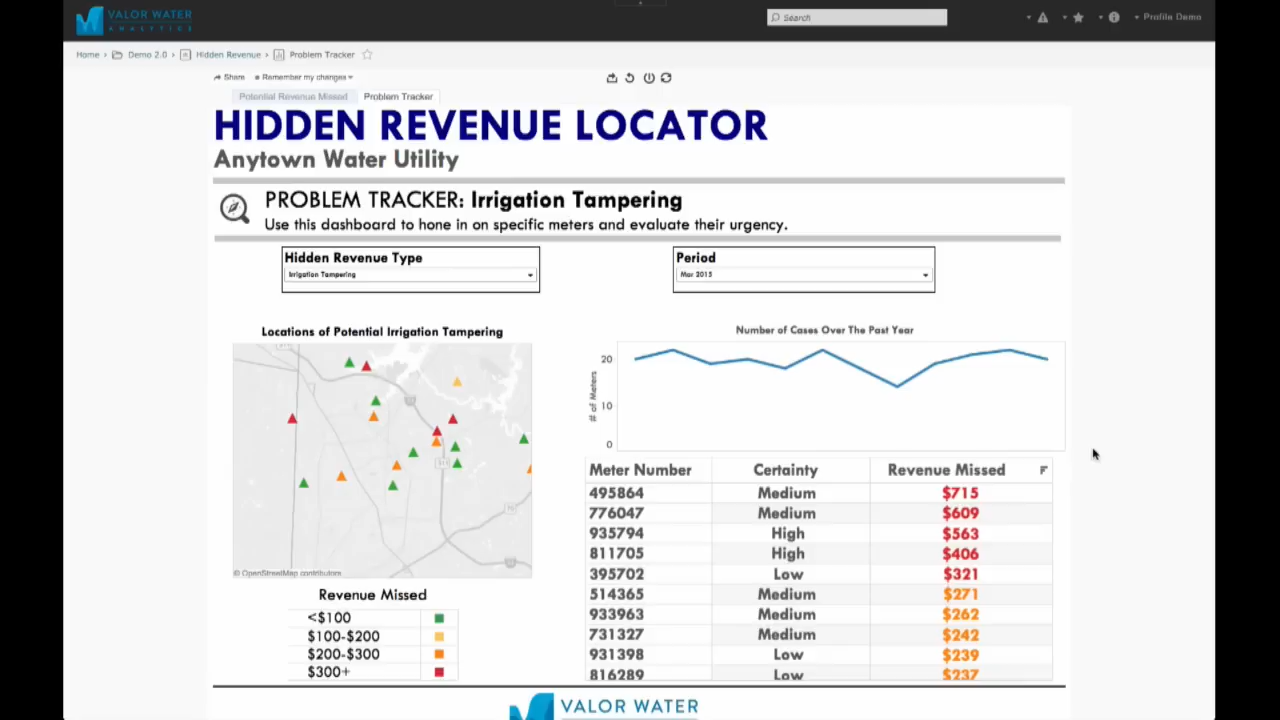 VALOR WATER
ANALYTICS
Search
Profile Demo
Home › Demo 2.0 › Hidden Revenue › Problem Tracker
Share Remember my changes
Potential Revenue Missed Problem Tracker
HIDDEN REVENUE LOCATOR
Anytown Water Utility
PROBLEM TRACKER: Irrigation Tampering
Use this dashboard to hone in on specific meters and evaluate their urgency.
Hidden Revenue Type
Irrigation Tampering
Period
Mar 2015
Locations of Potential Irrigation Tampering
© OpenStreetMap contributors
Revenue Missed
<$100
$100-$200
$200-$300
$300+
Number of Cases Over The Past Year
# of Meters
20
10
0
Meter Number Certainty Revenue Missed
495864 Medium $715
776047 Medium $609
935794 High $563
811705 High $406
395702 Low $321
514365 Medium $271
933963 Medium $262
731327 Medium $242
931398 Low $239
816289 Low $237
VALOR WATER